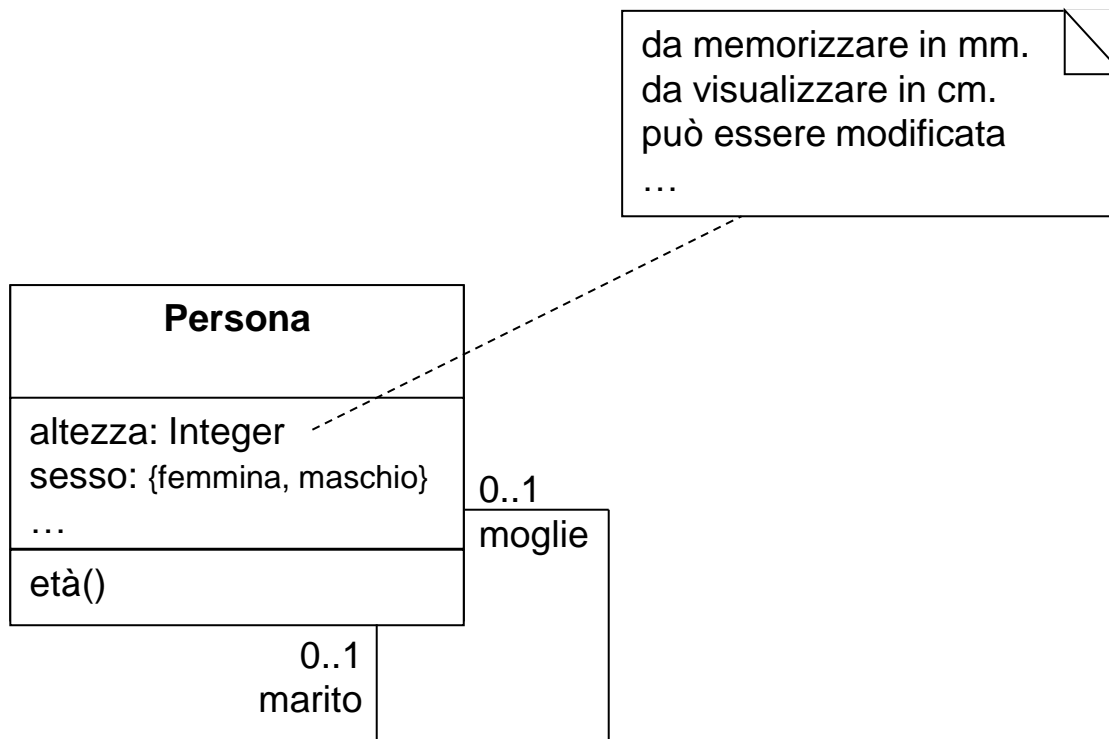 da memorizzare in mm.
da visualizzare in cm.
può essere modificata
…
Persona
altezza: Integer
sesso: {femmina, maschio}
…
età()
0..1
moglie
0..1
marito